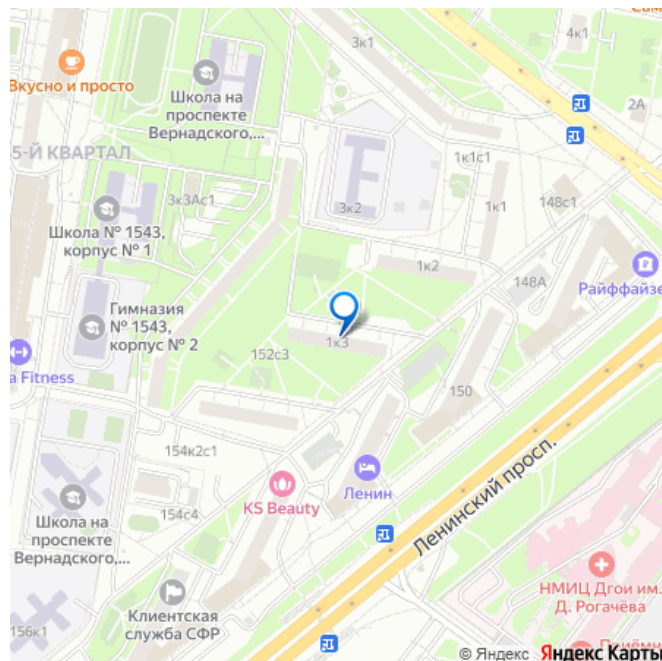 Сам
4к1
3к1
Вкусно и просто
Школа на
проспекте
Вернадского,...
2А
5-Й КВАРТАЛ
1к1с1
3к3Ас1
3к2
1к1
148с1
Школа № 1543,
корпус № 1
1к2
148А
Райффайзе
Гимназия
№ 1543,
корпус № 2
1к3
152с3
a Fitness
150
154к2с1
Ленинский просп.
KS Beauty
Ленин
154с4
Школа на
проспекте
Вернадского,...
НМИЦ Дгои им.
Д. Рогачёва
Клиентская
служба СФР
156к1
Приёмн
© Яндекс Яндекс Карты